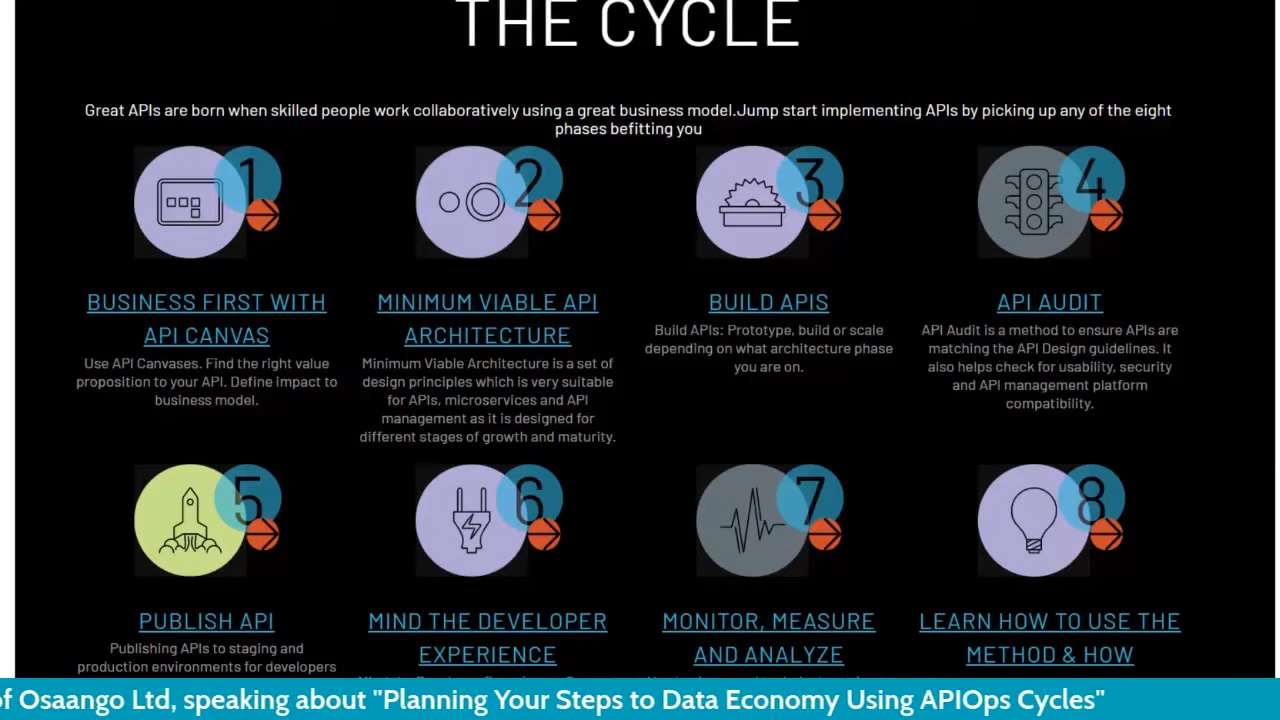 THE CYCLE
Great APIs are born when skilled people work collaboratively using a great business model.Jump start implementing APIs by picking up any of the eight
phases befitting you
1
2
3
4
BUSINESS FIRST WITH
API CANVAS
Use API Canvases. Find the right value
proposition to your API. Define impact to
business model.
MINIMUM VIABLE API
ARCHITECTURE
Minimum Viable Architecture is a set of
design principles which is very suitable
for APIs, microservices and API
management as it is designed for
different stages of growth and maturity.
BUILD APIS
Build APIs: Prototype, build or scale
depending on what architecture phase
you are on.
API AUDIT
API Audit is a method to ensure APIs are
matching the API Design guidelines. It
also helps check for usability, security
and API management platform
compatibility.
5
6
7
8
PUBLISH API
Publishing APIs to staging and
production environments for developers
MIND THE DEVELOPER
EXPERIENCE
MONITOR, MEASURE
AND ANALYZE
LEARN HOW TO USE THE
METHOD & HOW
of Osaango Ltd, speaking about "Planning Your Steps to Data Economy Using APIOps Cycles"